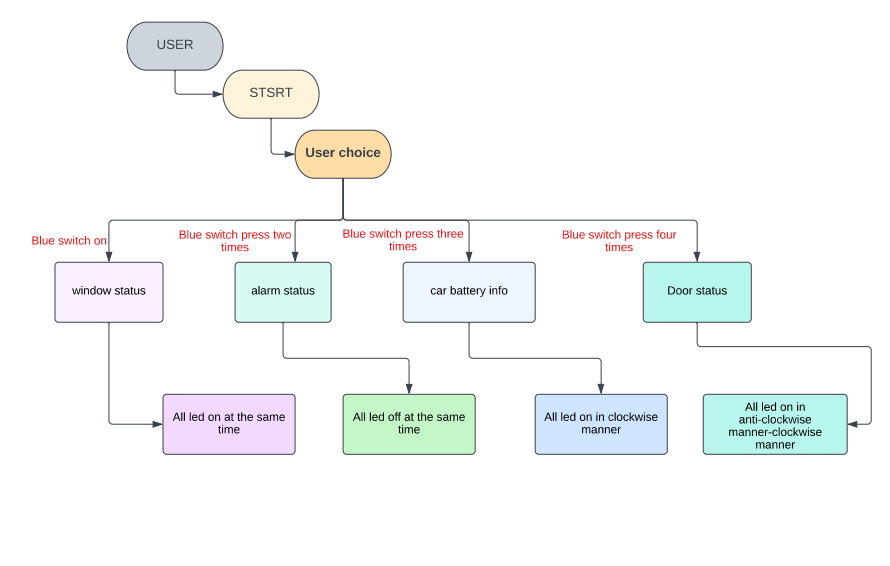 USER
STSRT
User choice
Blue switch on
Blue switch press two
times
Blue switch press three
times
Blue switch press four
times
window status
alarm status
car battery info
Door status
All led on at the same
time
All led off at the same
time
All led on in clockwise
manner
All led on in
anti-clockwise
manner-clockwise
manner